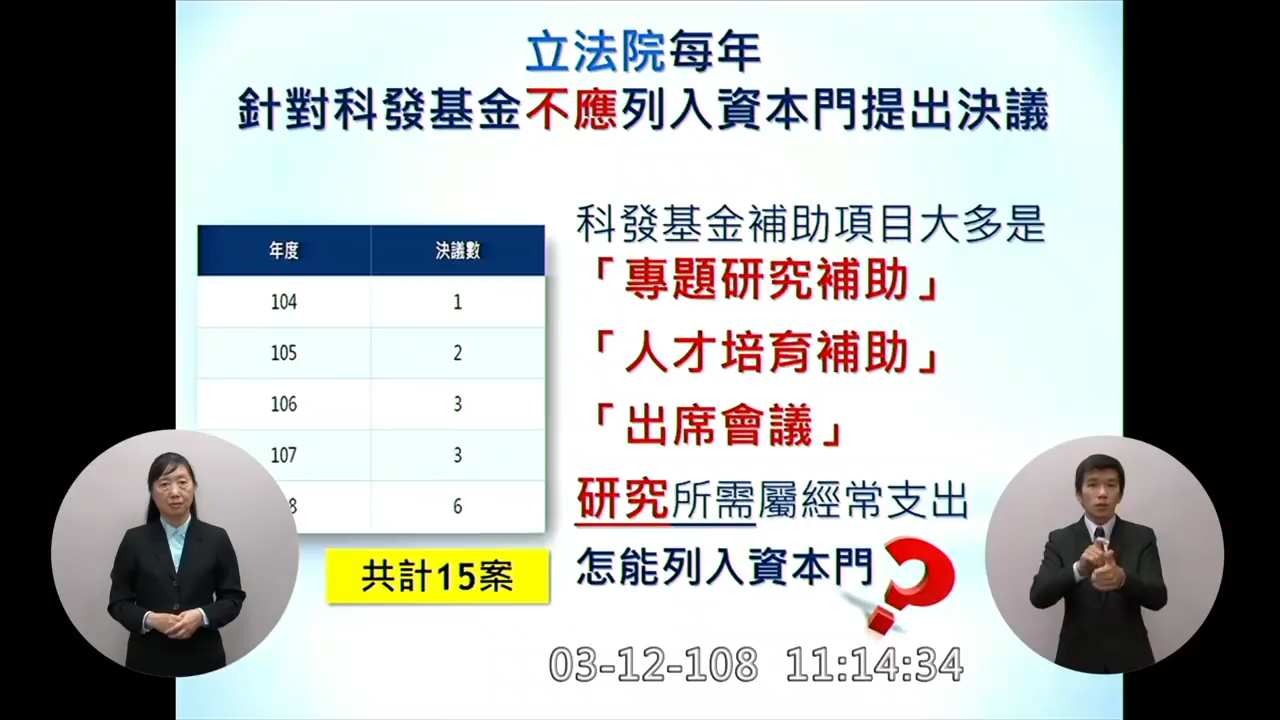 立法院每年
針對科發基金不應列入資本門提出決議
年度 決議數
104 1
105 2
106 3
107 3
8 6
共計15案
科發基金補助項目大多是
「專題研究補助」
「人才培育補助」
「出席會議」
研究所需屬經常支出
怎能列入資本門?
03-12-108 11:14:34